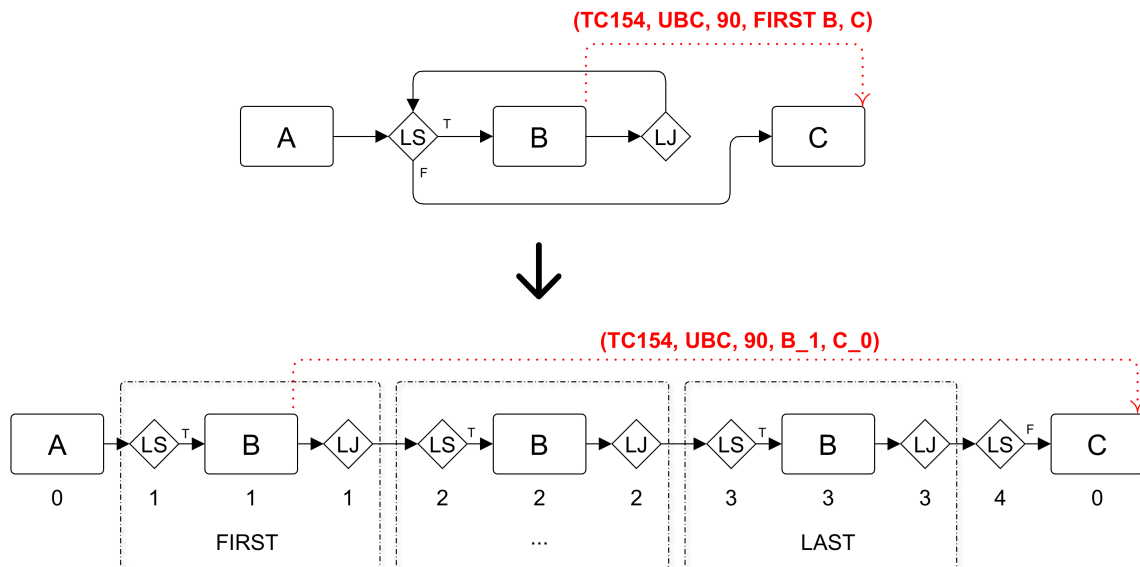 (TC154, UBC, 90, FIRST B, C)
A LS T B LJ C
F
(TC154, UBC, 90, B_1, C_0)
A LS T B LJ LS T B LJ LS T B LJ LS F C
0 1 1 1 2 2 2 3 3 3 4 0
FIRST ... LAST